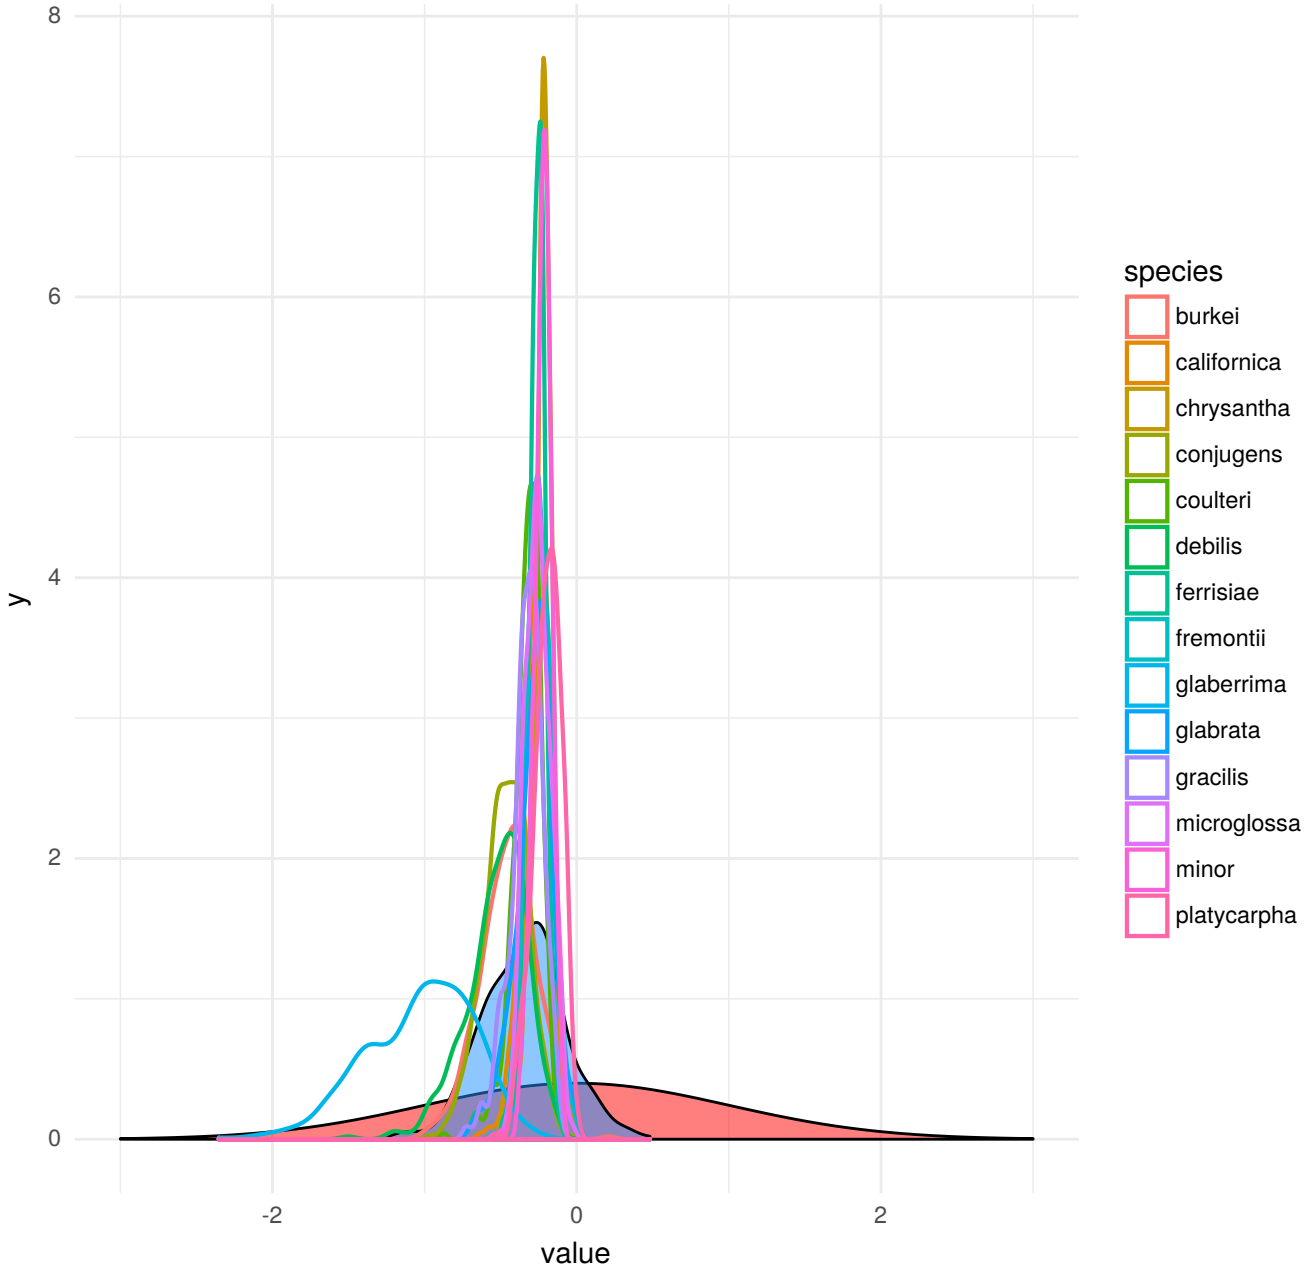 8
6
4
2
0
y
-2
0
2
value
species
burkei
californica
chrysantha
conjugens
coulteri
debilis
ferrisiae
fremontii
glaberrima
glabrata
gracilis
microglossa
minor
platycarpha